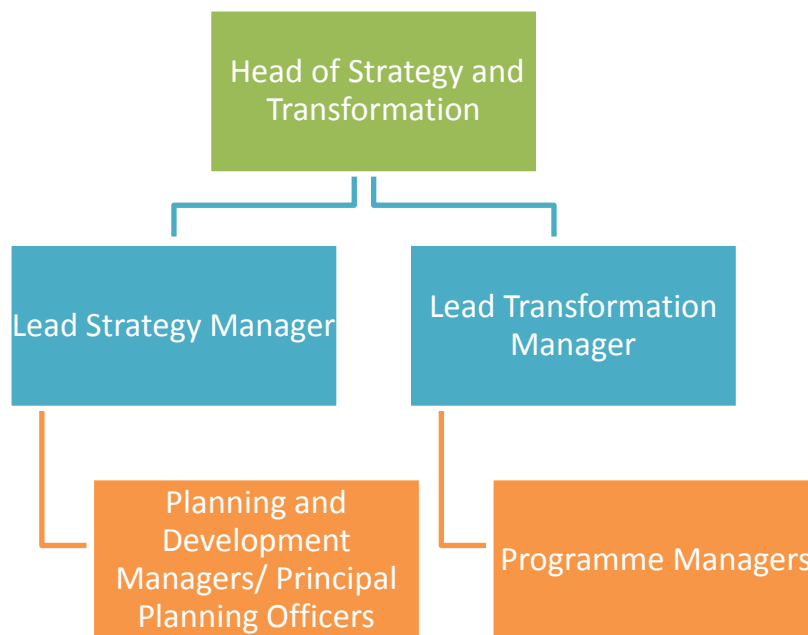 Head of Strategy and
Transformation
Lead Strategy Manager
Lead Transformation
Manager
Planning and
Development
Managers/ Principal
Planning Officers
Programme Managers